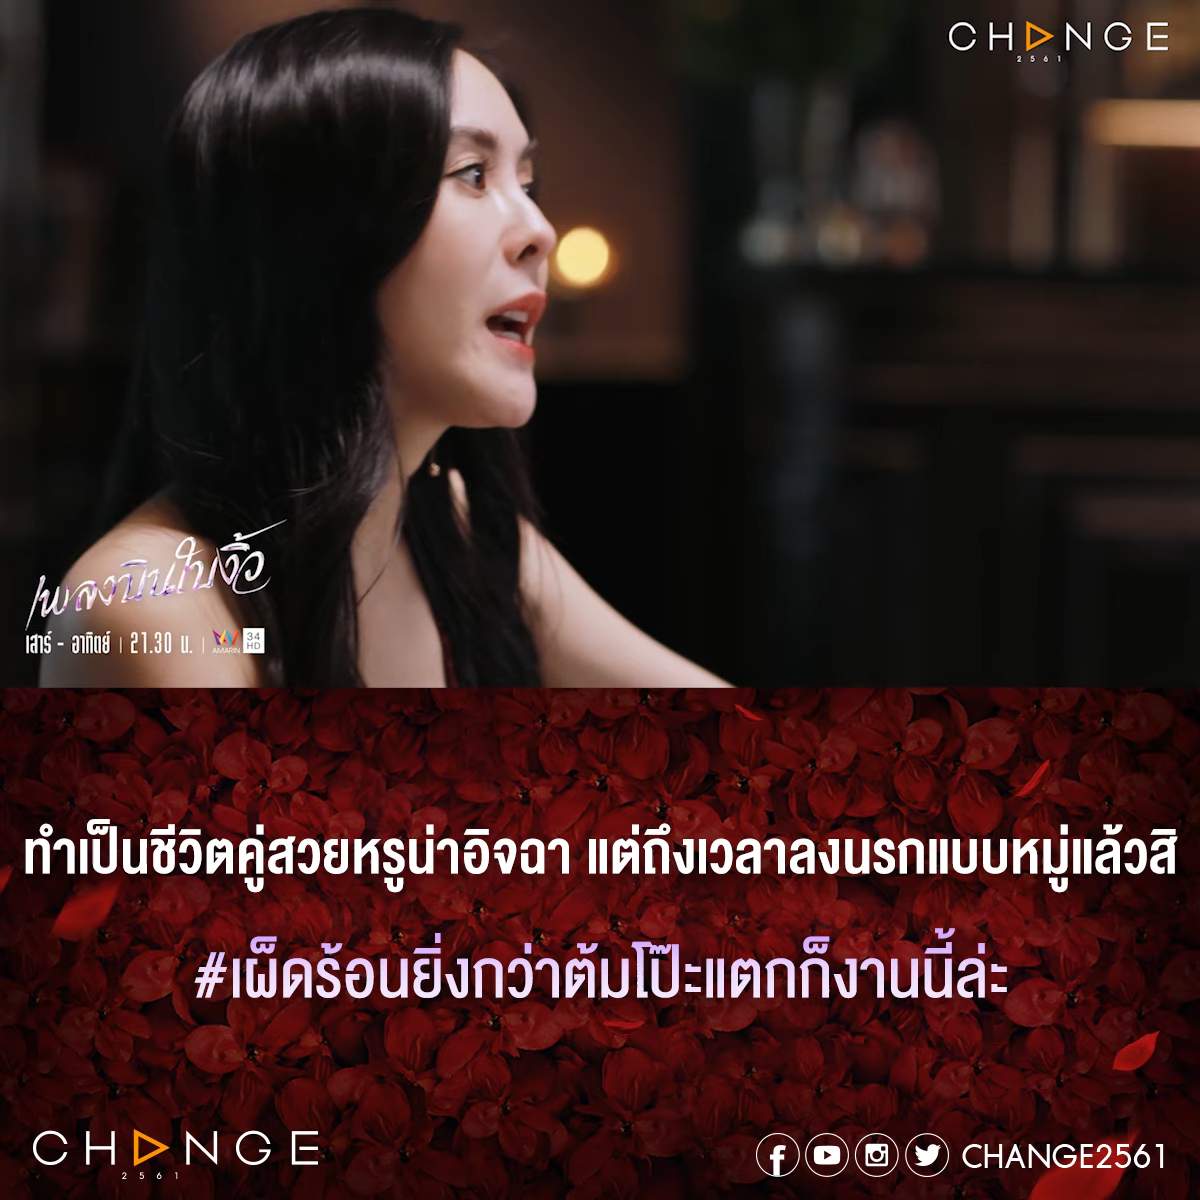 CHANGE
2561
เพลงบินใบงิ้ว
เสาร์ - อาทิตย์ | 21.30 น. | AMARIN 34 HD
ทำเป็นชีวิตคู่สวยหรูน่าอิจฉา แต่ถึงเวลาลงนรกแบบหมู่แล้วสิ
#เผ็ดร้อนยิ่งกว่าต้มโป๊ะแตกก็งานนี้ล่ะ
CHANGE
2561
CHANGE2561